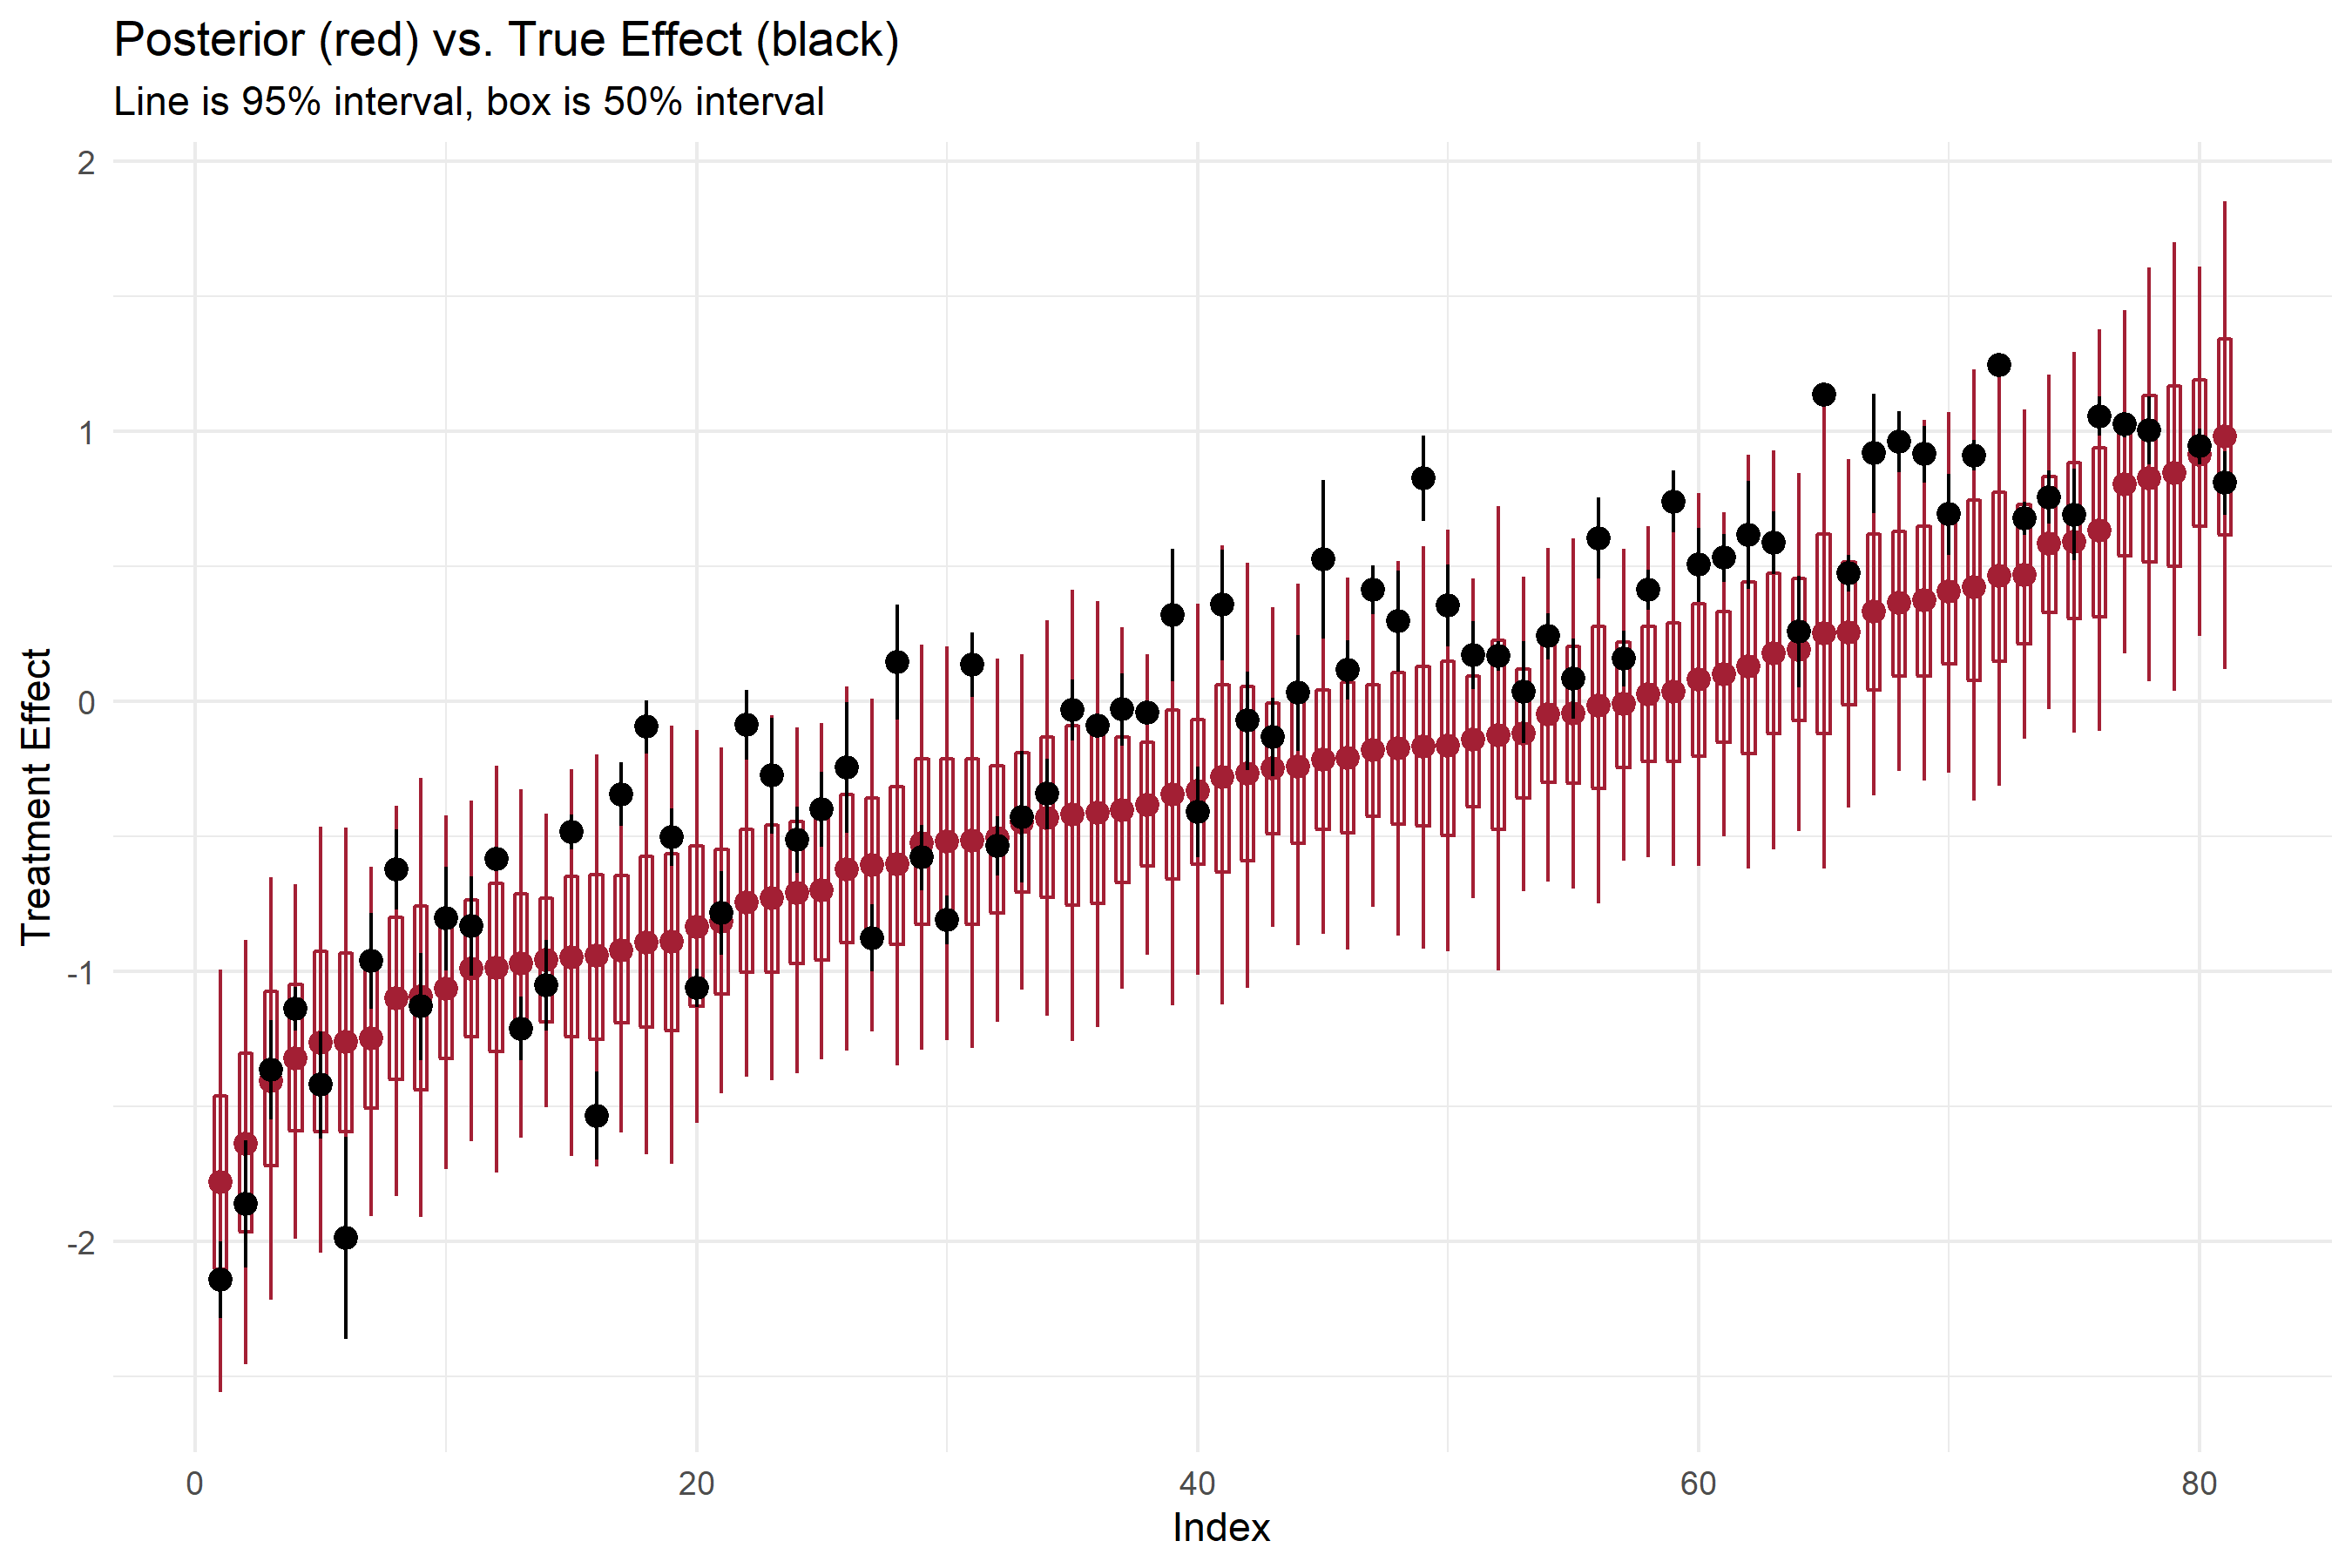 Posterior (red) vs. True Effect (black)
Line is 95% interval, box is 50% interval
Treatment Effect
2
1
0
-1
-2
0 20 40 60 80
Index